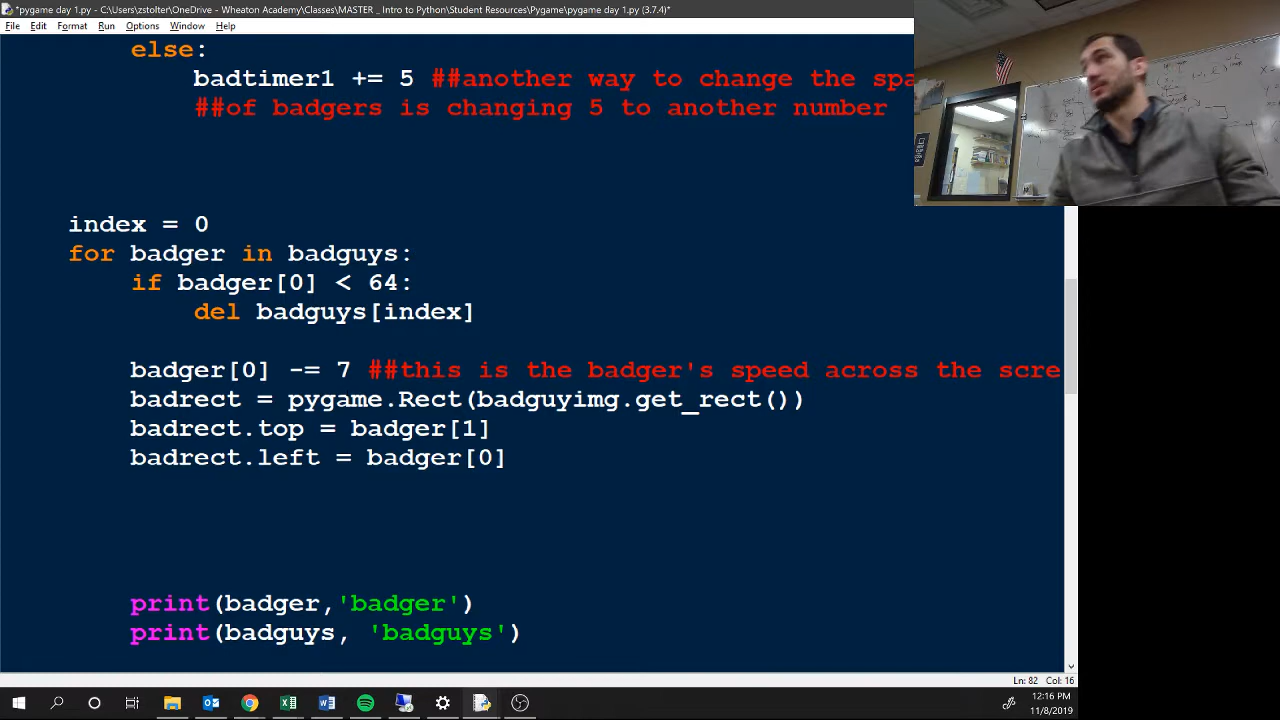 *pygame day 1.py - C:\Users\zstolter\OneDrive - Wheaton Academy\Classes\MASTER _ Intro to Python\Student Resources\Pygame\pygame day 1.py (3.7.4)*
File Edit Format Run Options Window Help
else:
badtimer1 += 5 ##another way to change the spa
##of badgers is changing 5 to another number
index = 0
for badger in badguys:
if badger[0] < 64:
del badguys[index]
badger[0] -= 7 ##this is the badger's speed across the scre
badrect = pygame.Rect(badguyimg.get_rect())
badrect.top = badger[1]
badrect.left = badger[0]
print(badger,'badger')
print(badguys, 'badguys')
Ln: 82 Col: 16
12:16 PM
11/8/2019